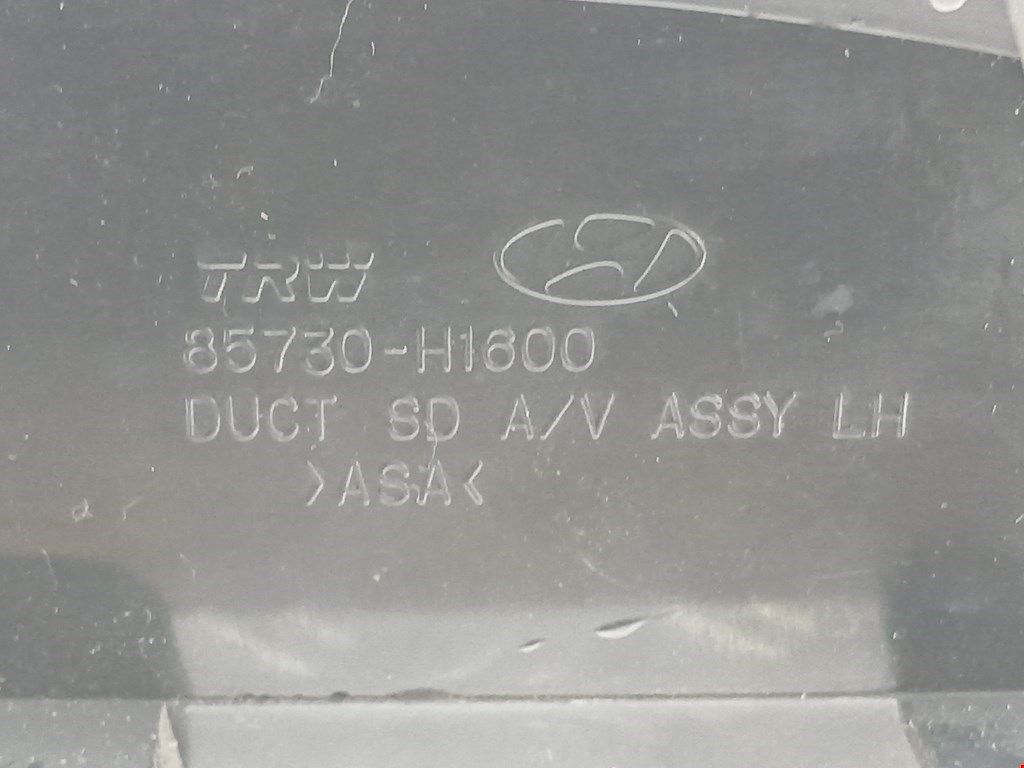 TRW
85730-H1600
DUCT SD A/V ASSY LH
>ASA<